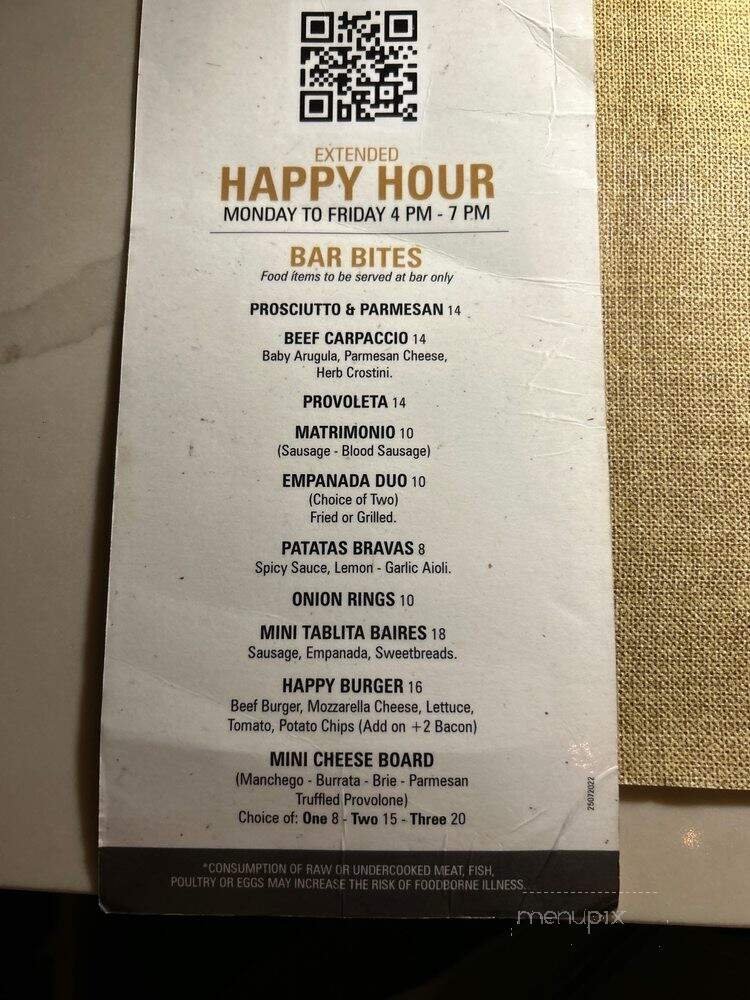 EXTENDED
HAPPY HOUR
MONDAY TO FRIDAY 4 PM - 7 PM
BAR BITES
Food items to be served at bar only
PROSCIUTTO & PARMESAN 14
BEEF CARPACCIO 14
Baby Arugula, Parmesan Cheese,
Herb Crostini.
PROVOLETA 14
MATRIMONIO 10
(Sausage - Blood Sausage)
EMPANADA DUO 10
(Choice of Two)
Fried or Grilled.
PATATAS BRAVAS 8
Spicy Sauce, Lemon - Garlic Aioli.
ONION RINGS 10
MINI TABLITA BAIRES 18
Sausage, Empanada, Sweetbreads.
HAPPY BURGER 16
Beef Burger, Mozzarella Cheese, Lettuce,
Tomato, Potato Chips (Add on +2 Bacon)
MINI CHEESE BOARD
(Manchego - Burrata - Brie - Parmesan
Truffled Provolone)
Choice of: One 8 - Two 15 - Three 20
25072022
*CONSUMPTION OF RAW OR UNDERCOOKED MEAT, FISH,
POULTRY OR EGGS MAY INCREASE THE RISK OF FOODBORNE ILLNESS.
menupix